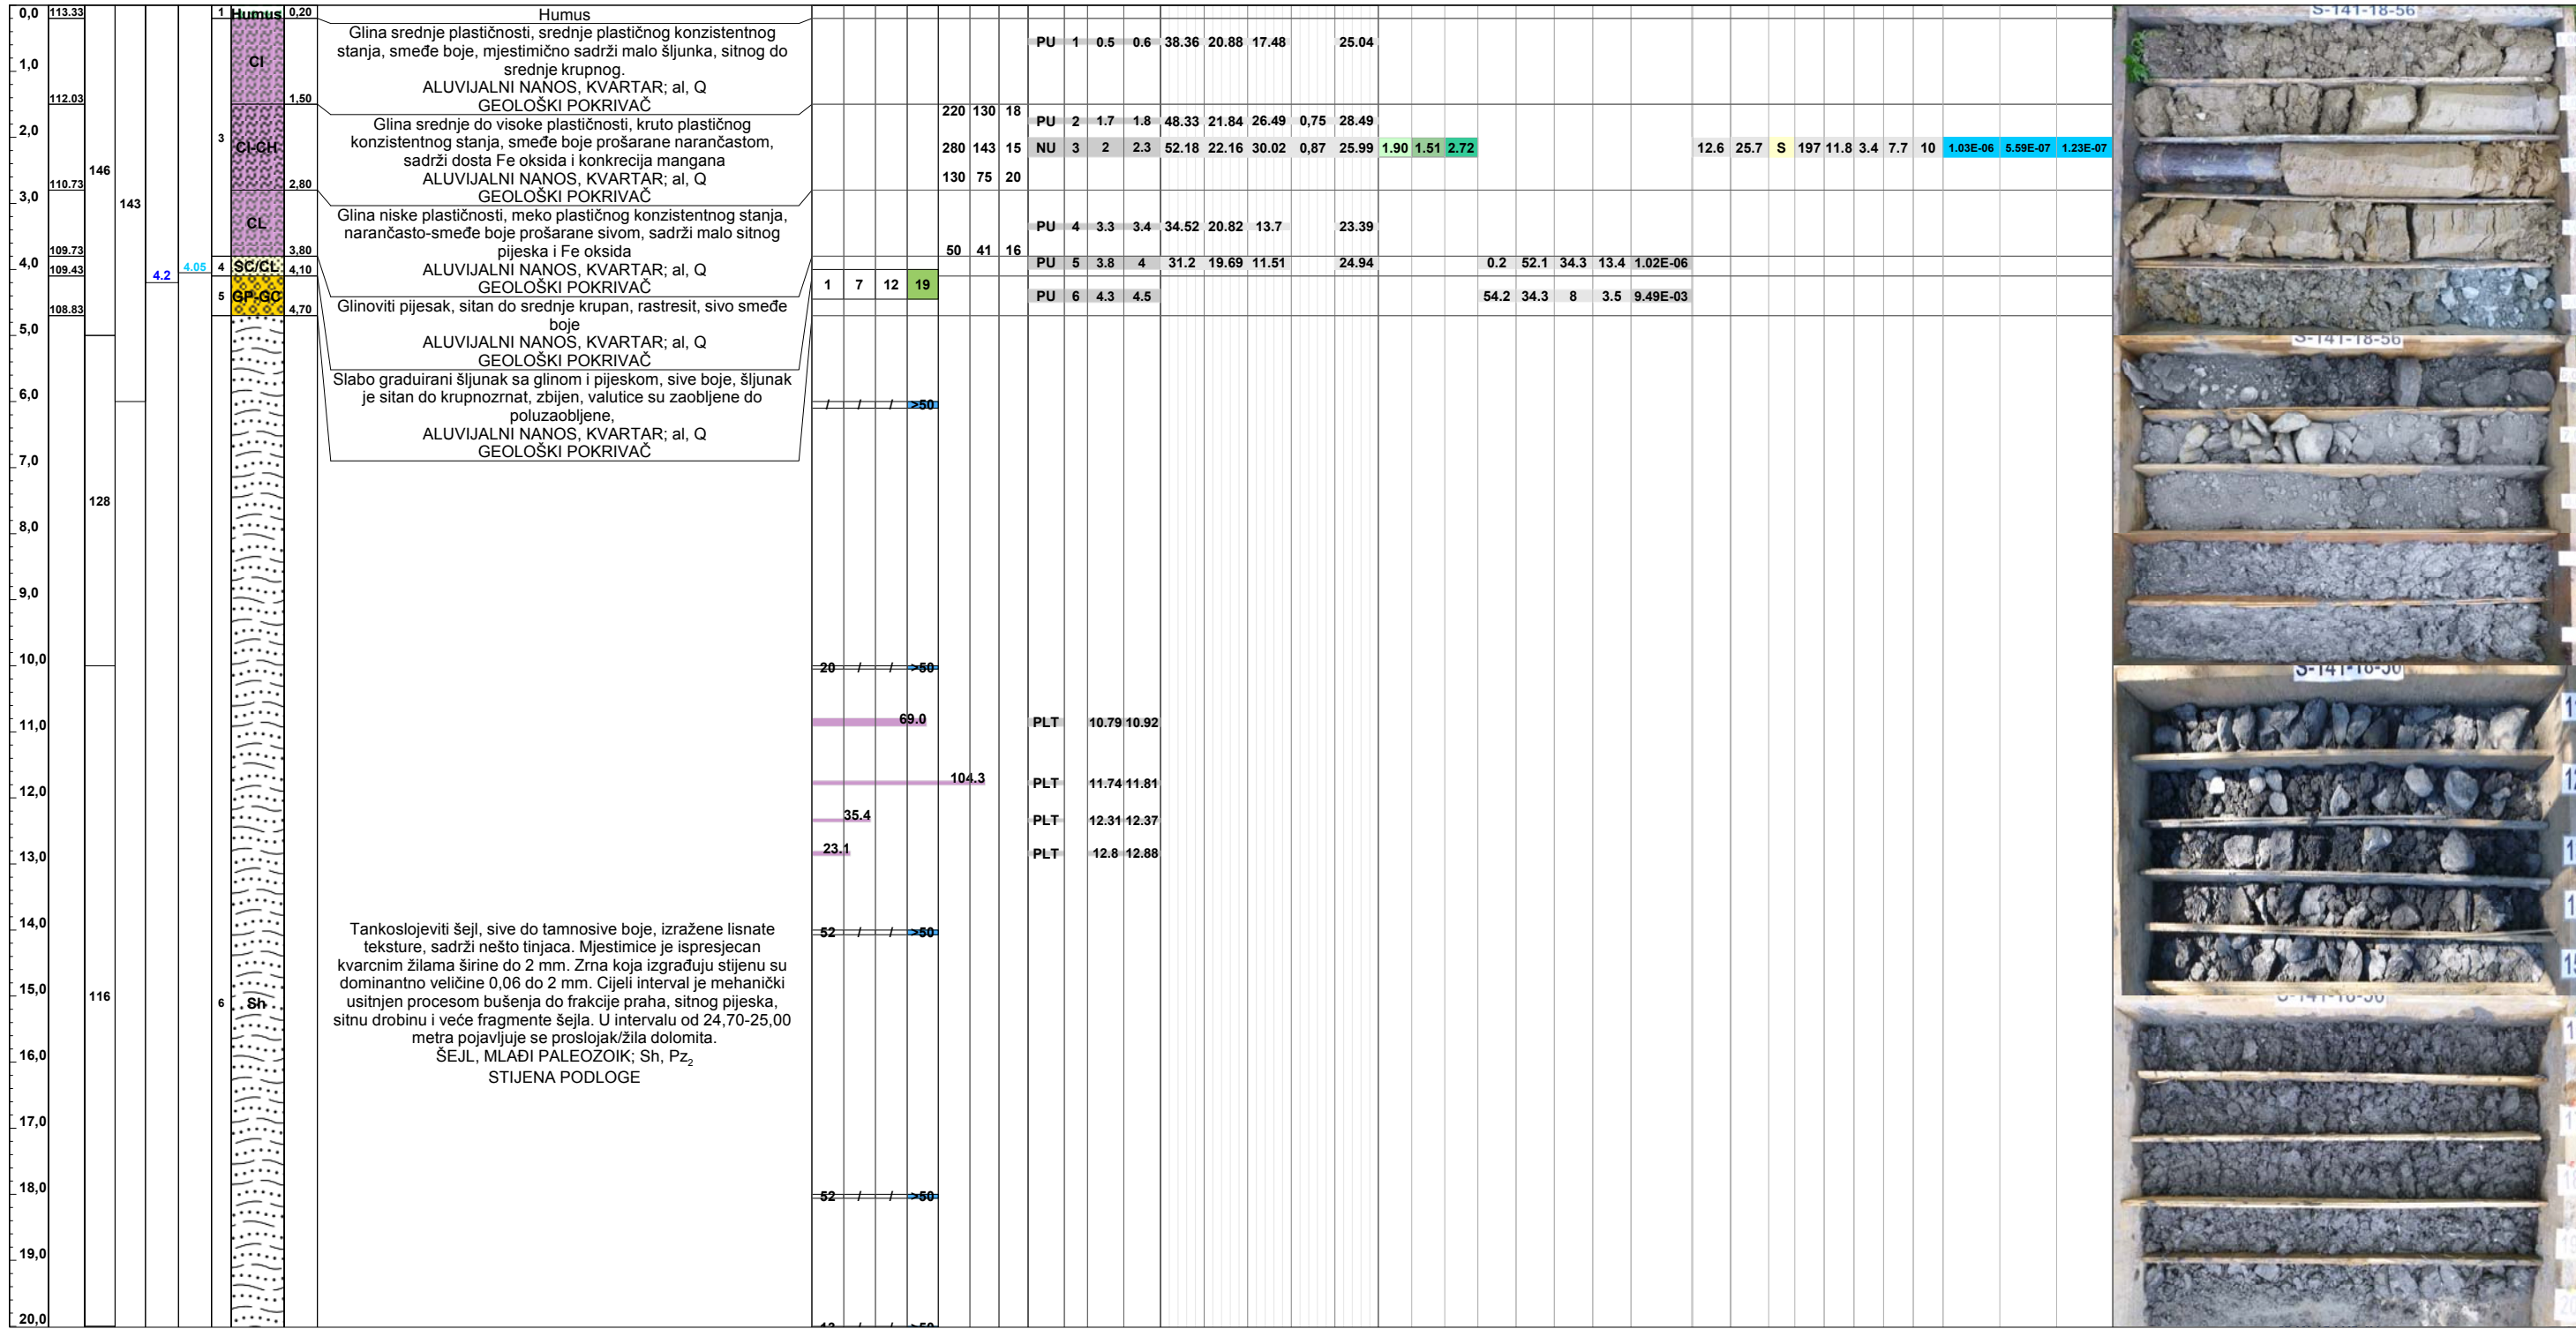 0,0
1,0
2,0
3,0
4,0
5,0
6,0
7,0
8,0
9,0
10,0
11,0
12,0
13,0
14,0
15,0
16,0
17,0
18,0
19,0
20,0
113.33
112.03
110.73
109.73
109.43
108.83
146
128
116
143
4.2
4.05
1
3
4
5
6
Humus
CI
CI-CH
CL
SC/CL
GP-GC
Sh
0,20
1,50
2,80
3,80
4,10
4,70
Humus
Glina srednje plastičnosti, srednje plastičnog konzistentnog
stanja, smeđe boje, mjestimično sadrži malo šljunka, sitnog do
srednje krupnog.
ALUVIJALNI NANOS, KVARTAR; al, Q
GEOLOŠKI POKRIVAČ
Glina srednje do visoke plastičnosti, kruto plastičnog
konzistentnog stanja, smeđe boje prošarane narančastom,
sadrži dosta Fe oksida i konkrecija mangana
ALUVIJALNI NANOS, KVARTAR; al, Q
GEOLOŠKI POKRIVAČ
Glina niske plastičnosti, meko plastičnog konzistentnog stanja,
narančasto-smeđe boje prošarane sivom, sadrži malo sitnog
pijeska i Fe oksida
ALUVIJALNI NANOS, KVARTAR; al, Q
GEOLOŠKI POKRIVAČ
Glinoviti pijesak, sitan do srednje krupan, rastresit, sivo smeđe
boje
ALUVIJALNI NANOS, KVARTAR; al, Q
GEOLOŠKI POKRIVAČ
Slabo graduirani šljunak sa glinom i pijeskom, sive boje, šljunak
je sitan do krupnozrnat, zbijen, valutice su zaobljene do
poluzaobljene,
ALUVIJALNI NANOS, KVARTAR; al, Q
GEOLOŠKI POKRIVAČ
Tankoslojeviti šejl, sive do tamnosive boje, izražene lisnate
teksture, sadrži nešto tinjaca. Mjestimice je ispresjecan
kvarcnim žilama širine do 2 mm. Zrna koja izgrađuju stijenu su
dominantno veličine 0,06 do 2 mm. Cijeli interval je mehanički
usitnjen procesom bušenja do frakcije praha, sitnog pijeska,
sitnu drobinu i veće fragmente šejla. U intervalu od 24,70-25,00
metra pojavljuje se proslojak/žila dolomita.
ŠEJL, MLAĐI PALEOZOIK; Sh, Pz₂
STIJENA PODLOGE
1 7 12 19
/ / / >50
20 / / >50
69.0
104.3
35.4
23.1
52 / / >50
52 / / >50
220 130 18
280 143 15
130 75 20
50 41 16
PU 1 0.5 0.6 38.36 20.88 17.48 25.04
PU 2 1.7 1.8 48.33 21.84 26.49 0,75 28.49
NU 3 2 2.3 52.18 22.16 30.02 0,87 25.99 1.90 1.51 2.72 12.6 25.7 S 197 11.8 3.4 7.7 10 1.03E-06 5.59E-07 1.23E-07
PU 4 3.3 3.4 34.52 20.82 13.7 23.39
PU 5 3.8 4 31.2 19.69 11.51 24.94 0.2 52.1 34.3 13.4 1.02E-06
PU 6 4.3 4.5 54.2 34.3 8 3.5 9.49E-03
PLT 10.79 10.92
PLT 11.74 11.81
PLT 12.31 12.37
PLT 12.8 12.88
S-141-18-56
S-141-18-56
S-141-18-56
S-141-18-56